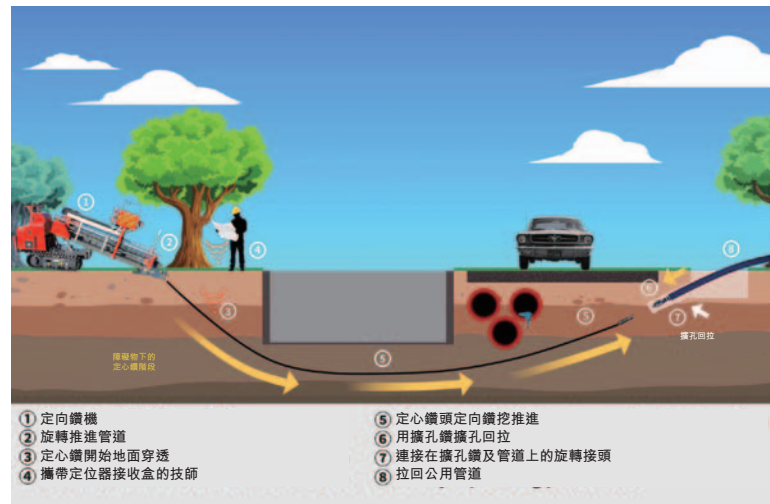 ① ② ④ ⑧
③ ⑤ ⑥ ⑦
擴孔回拉
障礙物下的
定心鑽階段
⑤
① 定向鑽機
② 旋轉推進管道
③ 定心鑽開始地面穿透
④ 攜帶定位器接收盒的技師
⑤ 定心鑽頭定向鑽挖推進
⑥ 用擴孔鑽擴孔回拉
⑦ 連接在擴孔鑽及管道上的旋轉接頭
⑧ 拉回公用管道